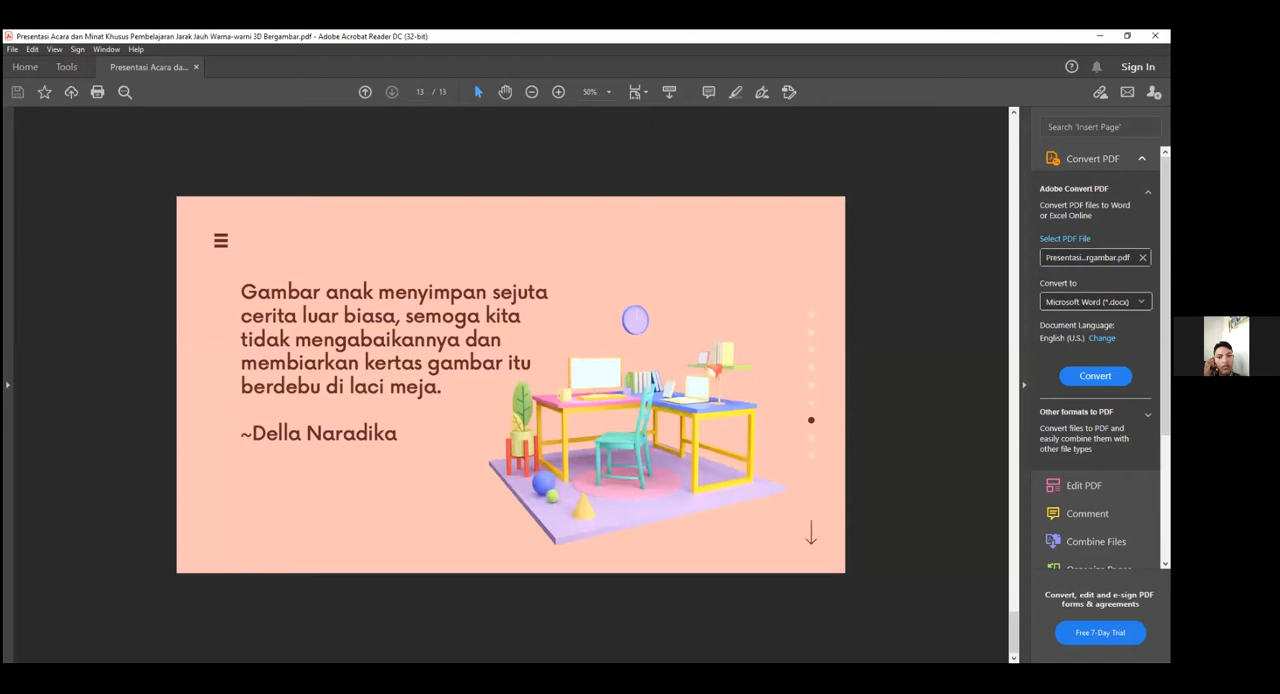 Presentasi Acara dan Minat Khusus Pembelajaran Jarak Jauh Warna-warni 3D Bergambar.pdf - Adobe Acrobat Reader DC (32-bit)
File Edit View Sign Window Help
Home Tools Presentasi Acara da... × Sign In
13 / 13 50%
Search 'Insert Page'
Convert PDF
Adobe Convert PDF
Convert PDF files to Word
or Excel Online
Select PDF File
Presentasi...rgambar.pdf
Convert to
Microsoft Word (*.docx)
Document Language:
English (U.S.) Change
Convert
Other formats to PDF
Convert files to PDF and
easily combine them with
other file types
Edit PDF
Comment
Combine Files
Organize Pages
Convert, edit and e-sign PDF
forms & agreements
Free 7-Day Trial
Gambar anak menyimpan sejuta
cerita luar biasa, semoga kita
tidak mengabaikannya dan
membiarkan kertas gambar itu
berdebu di laci meja.
~Della Naradika